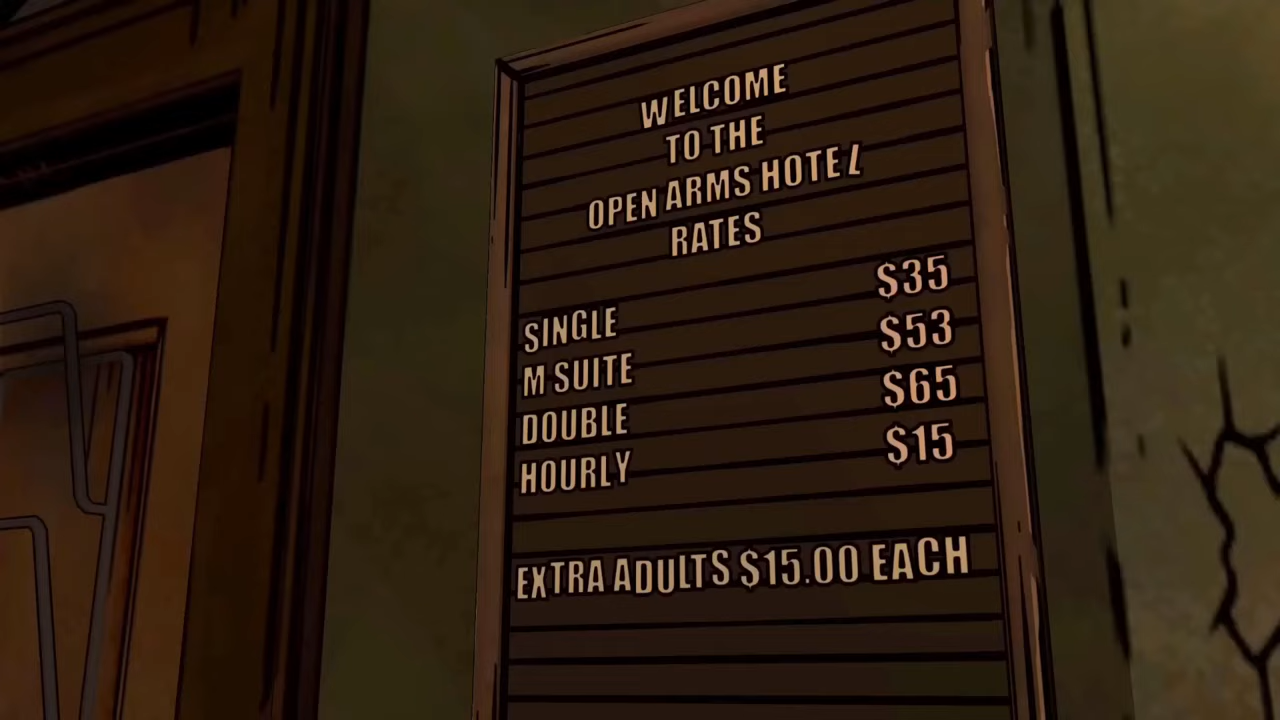 WELCOME
TO THE
OPEN ARMS HOTEL
RATES
SINGLE $35
M SUITE $53
DOUBLE $65
HOURLY $15
EXTRA ADULTS $15.00 EACH